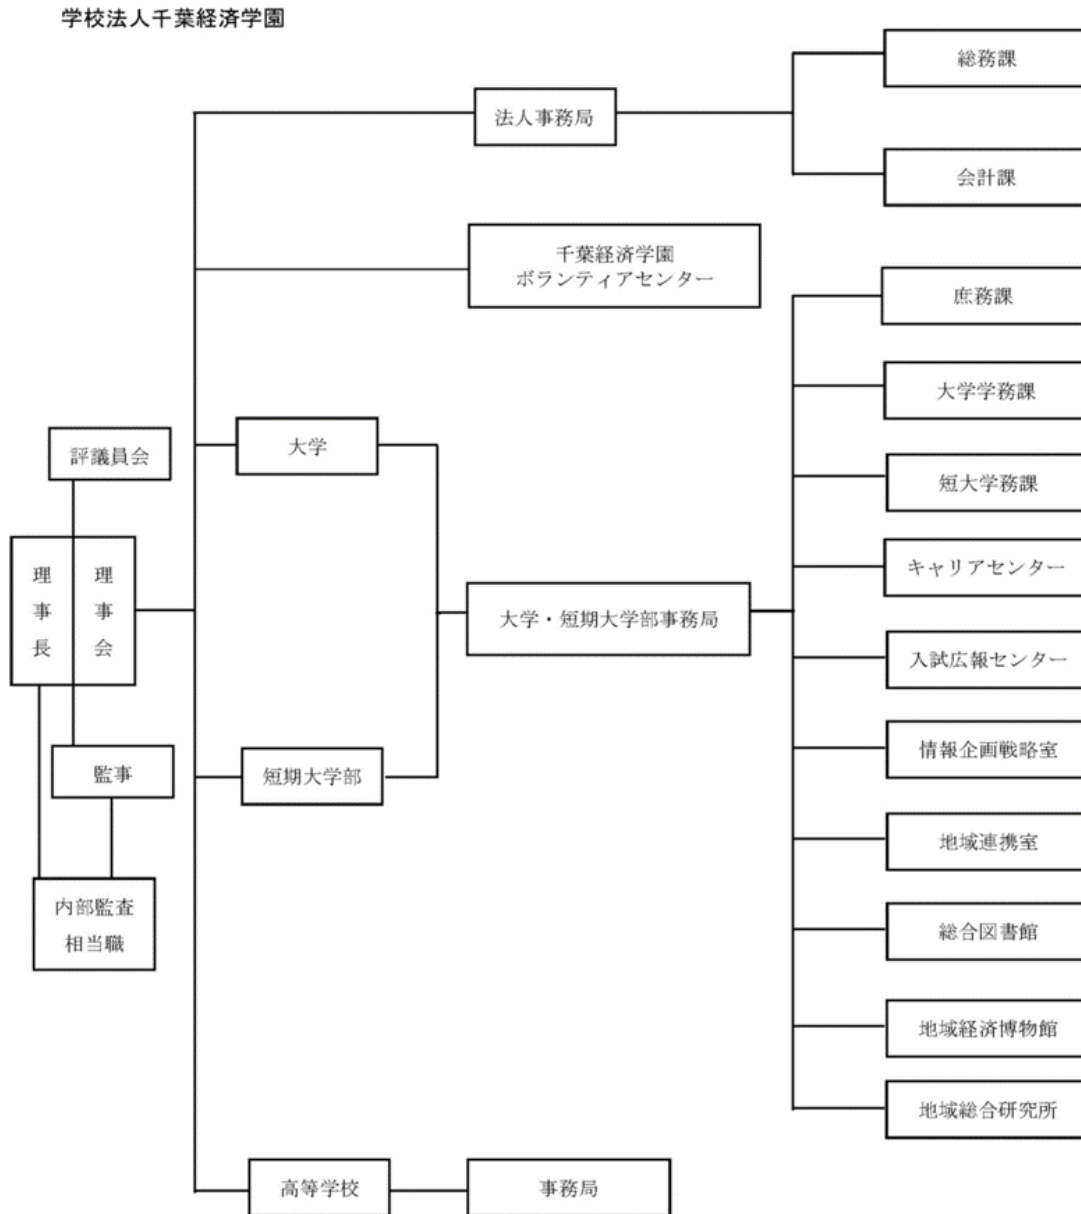 学校法人千葉経済学園
総務課
法人事務局
会計課
千葉経済学園
ボランティアセンター
庶務課
大学学務課
大学
評議員会
短大学務課
理事長
理事会
キャリアセンター
大学・短期大学部事務局
入試広報センター
情報企画戦略室
監事
短期大学部
地域連携室
内部監査
相当職
総合図書館
地域経済博物館
地域総合研究所
高等学校
事務局